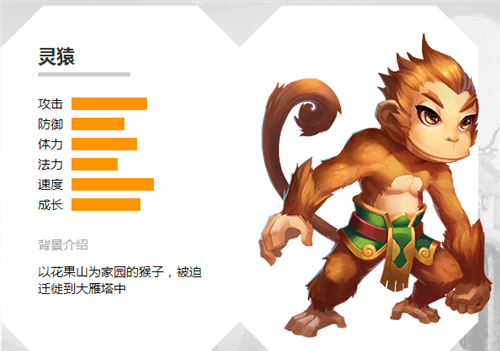 灵猿
攻击
防御
体力
法力
速度
成长
背景介绍
以花果山为家园的猴子，被迫
迁徙到大雁塔中